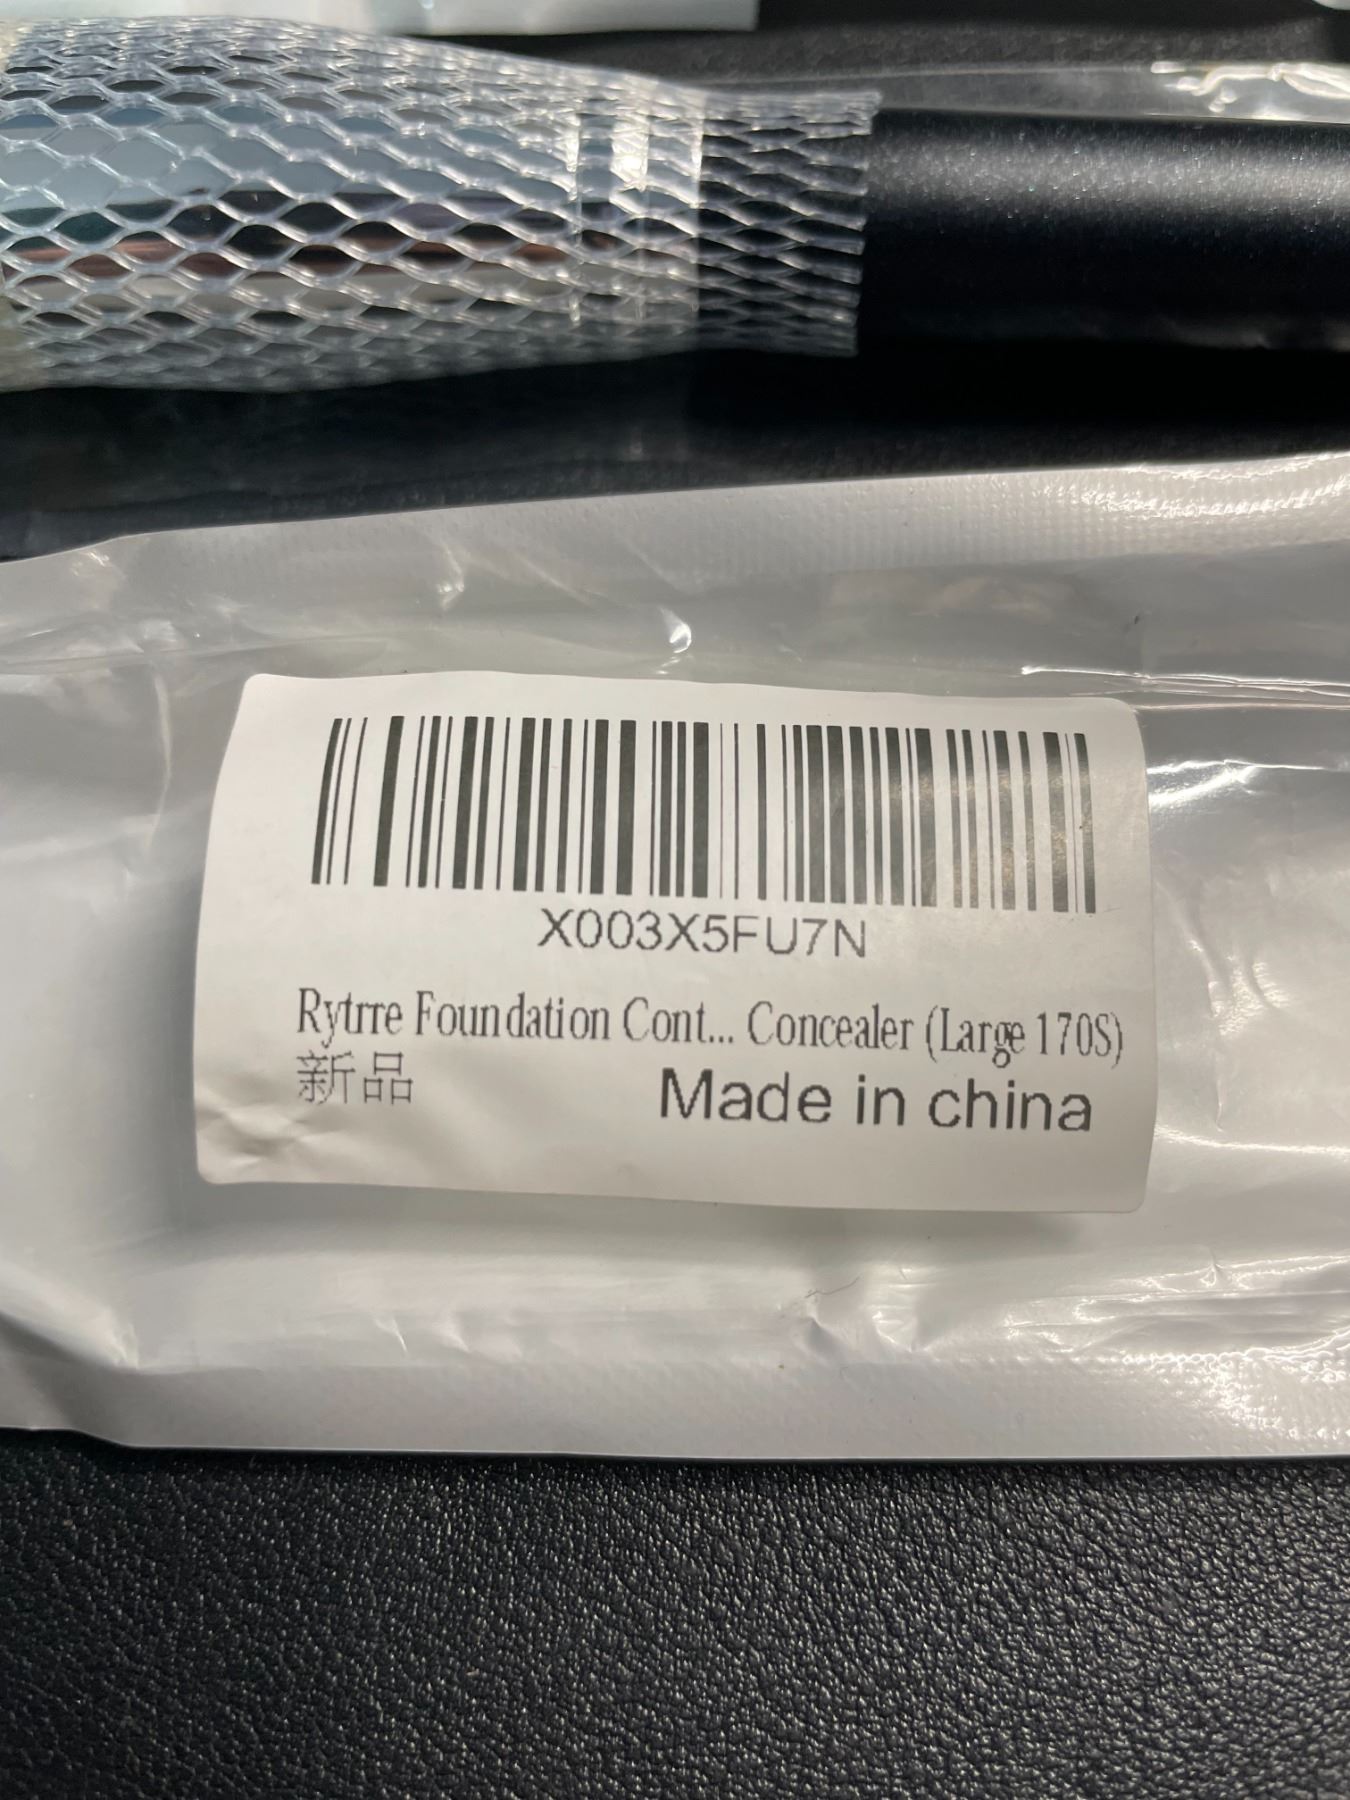 X003X5FU7N
Rytrre Foundation Cont... Concealer (Large 170S)
新品
Made in china